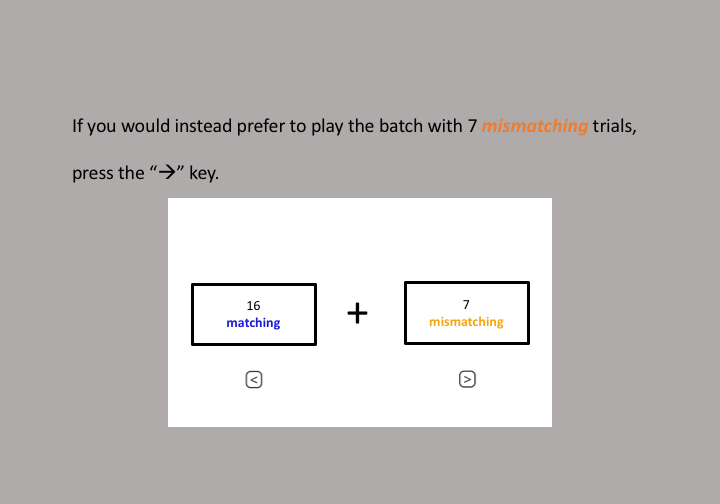 If you would instead prefer to play the batch with 7 mismatching trials,
press the “→” key.
16
matching
+
7
mismatching
<
>